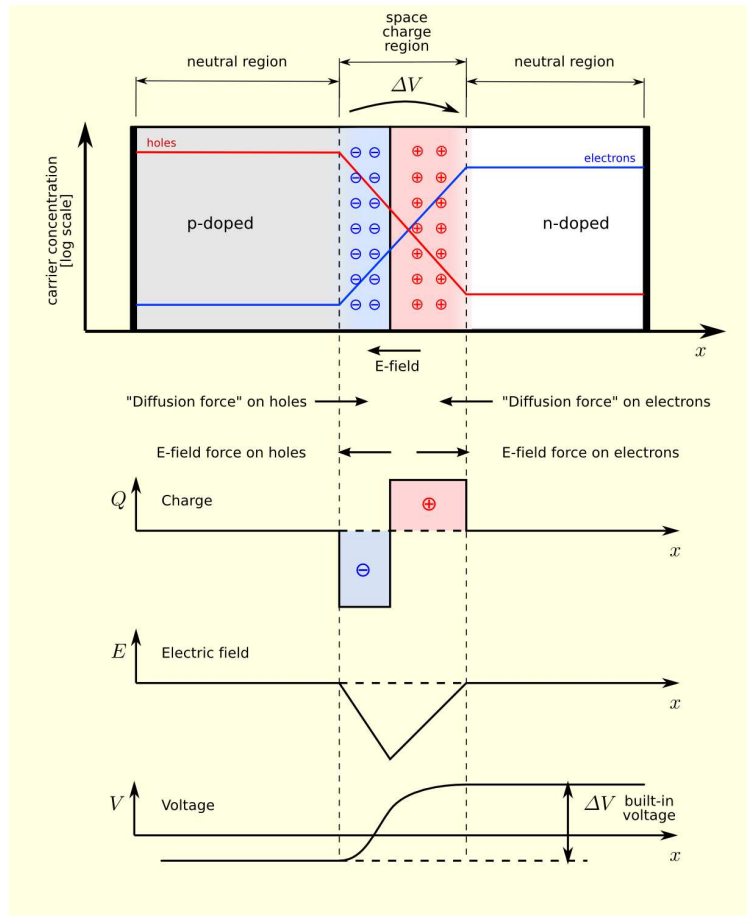 space
charge
region
neutral region
neutral region
ΔV
holes
electrons
carrier concentration
[log scale]
p-doped
n-doped
x
E-field
"Diffusion force" on holes
"Diffusion force" on electrons
E-field force on holes
E-field force on electrons
Q
Charge
x
E
Electric field
x
V
Voltage
ΔV
built-in
voltage
x